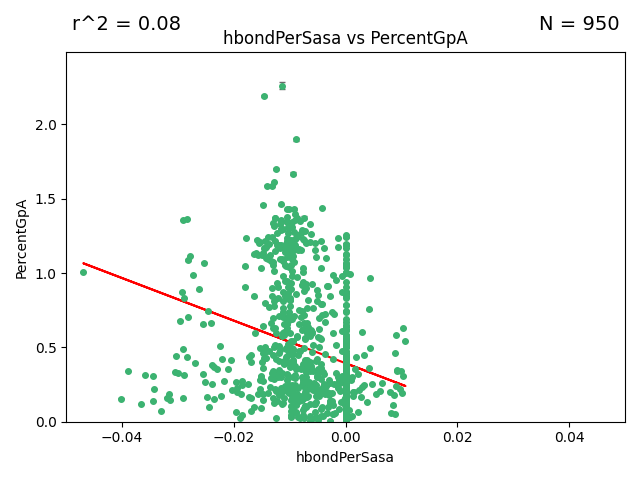 r^2 = 0.08
N = 950
hbondPerSasa vs PercentGpA
PercentGpA
2.0
1.5
1.0
0.5
0.0
−0.04
−0.02
0.00
0.02
0.04
hbondPerSasa